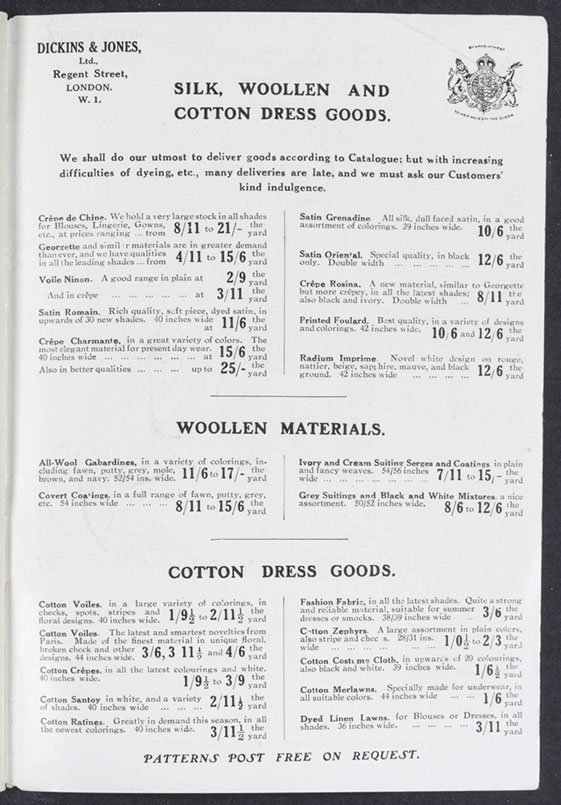 DICKINS & JONES,
Ltd.,
Regent Street,
LONDON.
W. 1.
SILK, WOOLLEN AND
COTTON DRESS GOODS.
We shall do our utmost to deliver goods according to Catalogue; but with increasing
difficulties of dyeing, etc., many deliveries are late, and we must ask our Customers'
kind indulgence.
Crêpe de Chine. We hold a very large stock in all shades
for Blouses, Lingerie, Gowns, 8/11 to 21/- the
etc., at prices ranging ... from yard
Georgette and similar materials are in greater demand
than ever, and we have qualities 4/11 to 15/6 the
in all the leading shades ... from yard
Voile Ninon. A good range in plain at 2/9 the
yard
And in crêpe ... ... ... ... at 3/11 the
yard
Satin Romain. Rich quality, soft piece, dyed satin, in
upwards of 30 new shades. 40 inches wide 11/6 the
at yard
Crêpe Charmante, in a great variety of colors. The
most elegant material for present day wear. 15/6 the
40 inches wide ... ... ... ... ... at yard
Also in better qualities ... ... ... up to 25/- the
yard
Satin Grenadine. All silk, dull faced satin, in a good
assortment of colorings. 39 inches wide. 10/6 the
yard
Satin Oriental. Special quality, in black 12/6 the
only. Double width ... ... ... ... yard
Crêpe Rosina. A new material, similar to Georgette
but more crêpey, in all the latest shades; 8/11 the
also black and ivory. Double width ... yard
Printed Foulard. Best quality, in a variety of designs
and colorings. 42 inches wide. 10/6 and 12/6 the
yard
Radium Imprime. Novel white design on rouge,
nattier, beige, sapphire, mauve, and black 12/6 the
ground. 42 inches wide ... ... ... ... yard
WOOLLEN MATERIALS.
All-Wool Gabardines, in a variety of colorings, in-
cluding fawn, putty, grey, mole, 11/6 to 17/- the
brown, and navy. 52/54 ins. wide. yard
Covert Coatings, in a full range of fawn, putty, grey,
etc. 54 inches wide ... ... 8/11 to 15/6 the
yard
Ivory and Cream Suiting Serges and Coatings in plain
and fancy weaves. 54/56 inches 7/11 to 15/- the
wide ... ... ... ... ... yard
Grey Suitings and Black and White Mixtures, a nice
assortment. 50/52 inches wide. 8/6 to 12/6 the
yard
COTTON DRESS GOODS.
Cotton Voiles, in a large variety of colorings, in
checks, spots, stripes and 1/9½ to 2/11½ the
floral designs. 40 inches wide. yard
Cotton Voiles. The latest and smartest novelties from
Paris. Made of the finest material in unique floral,
broken check and other 3/6, 3 11½ and 4/6 the
designs. 44 inches wide. yard
Cotton Crêpes, in all the latest colourings and white.
40 inches wide. 1/9½ to 3/9 the
yard
Cotton Santoy in white, and a variety 2/11½ the
of shades. 40 inches wide ... ... ... yard
Cotton Ratines. Greatly in demand this season, in all
the newest colorings. 40 inches wide. 3/11½ the
yard
Fashion Fabric, in all the latest shades. Quite a strong
and reliable material, suitable for summer 3/6 the
dresses or smocks. 38/39 inches wide ... yard
Cotton Zephyrs. A large assortment in plain colors,
also stripe and checks. 28/31 ins. 1/0½ to 2/3 the
wide ... ... ... ... ... yard
Cotton Costume Cloth, in upwards of 20 colourings,
also black and white. 39 inches wide. 1/6½ the
yard
Cotton Merlawns. Specially made for underwear, in
all suitable colors. 44 inches wide ... ... 1/6 the
yard
Dyed Linen Lawns, for Blouses or Dresses, in all
shades. 36 inches wide. ... ... ... ... 3/11 the
yard
PATTERNS POST FREE ON REQUEST.